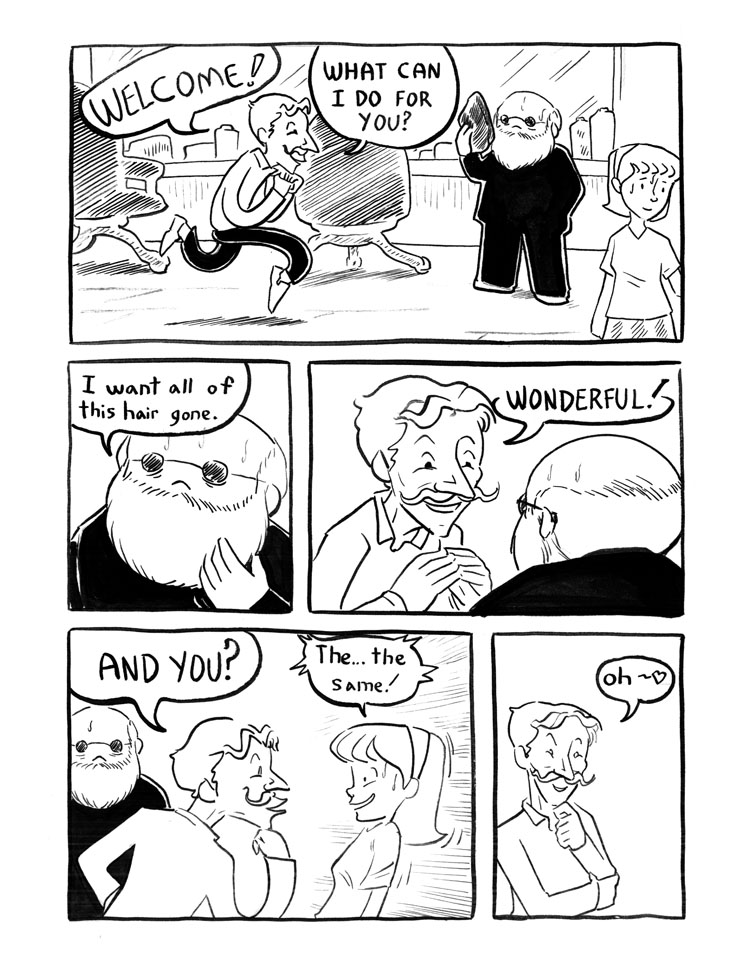 WELCOME!
WHAT CAN
I DO FOR
YOU?
I want all of
this hair gone.
WONDERFUL!
AND YOU?
The... the
same!
oh~♡